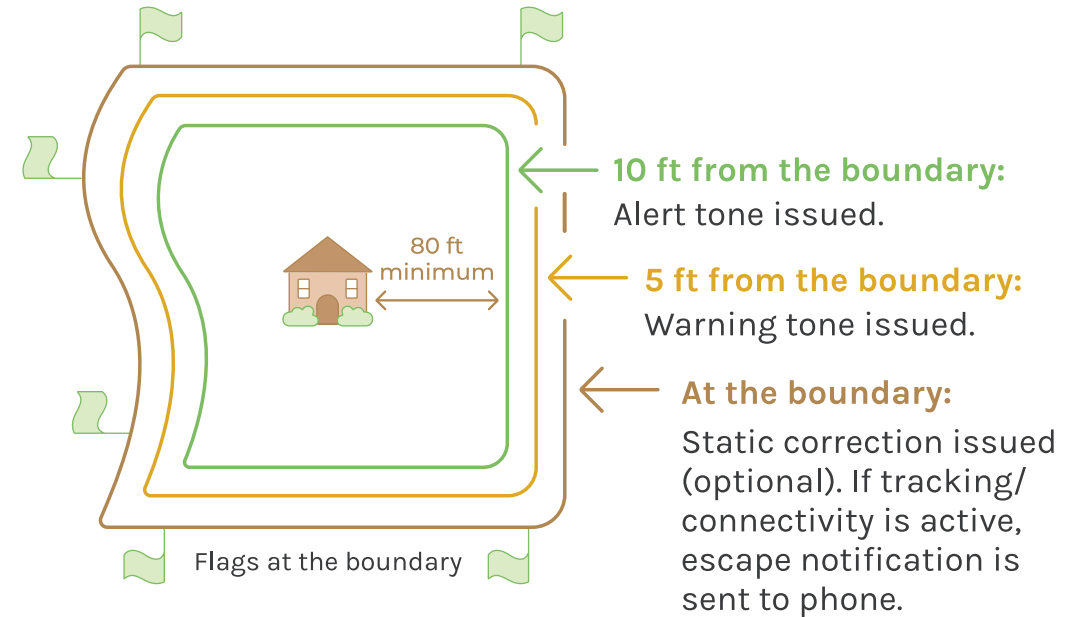 10 ft from the boundary:
Alert tone issued.
80 ft
minimum
5 ft from the boundary:
Warning tone issued.
At the boundary:
Static correction issued
(optional). If tracking/
connectivity is active,
escape notification is
sent to phone.
Flags at the boundary